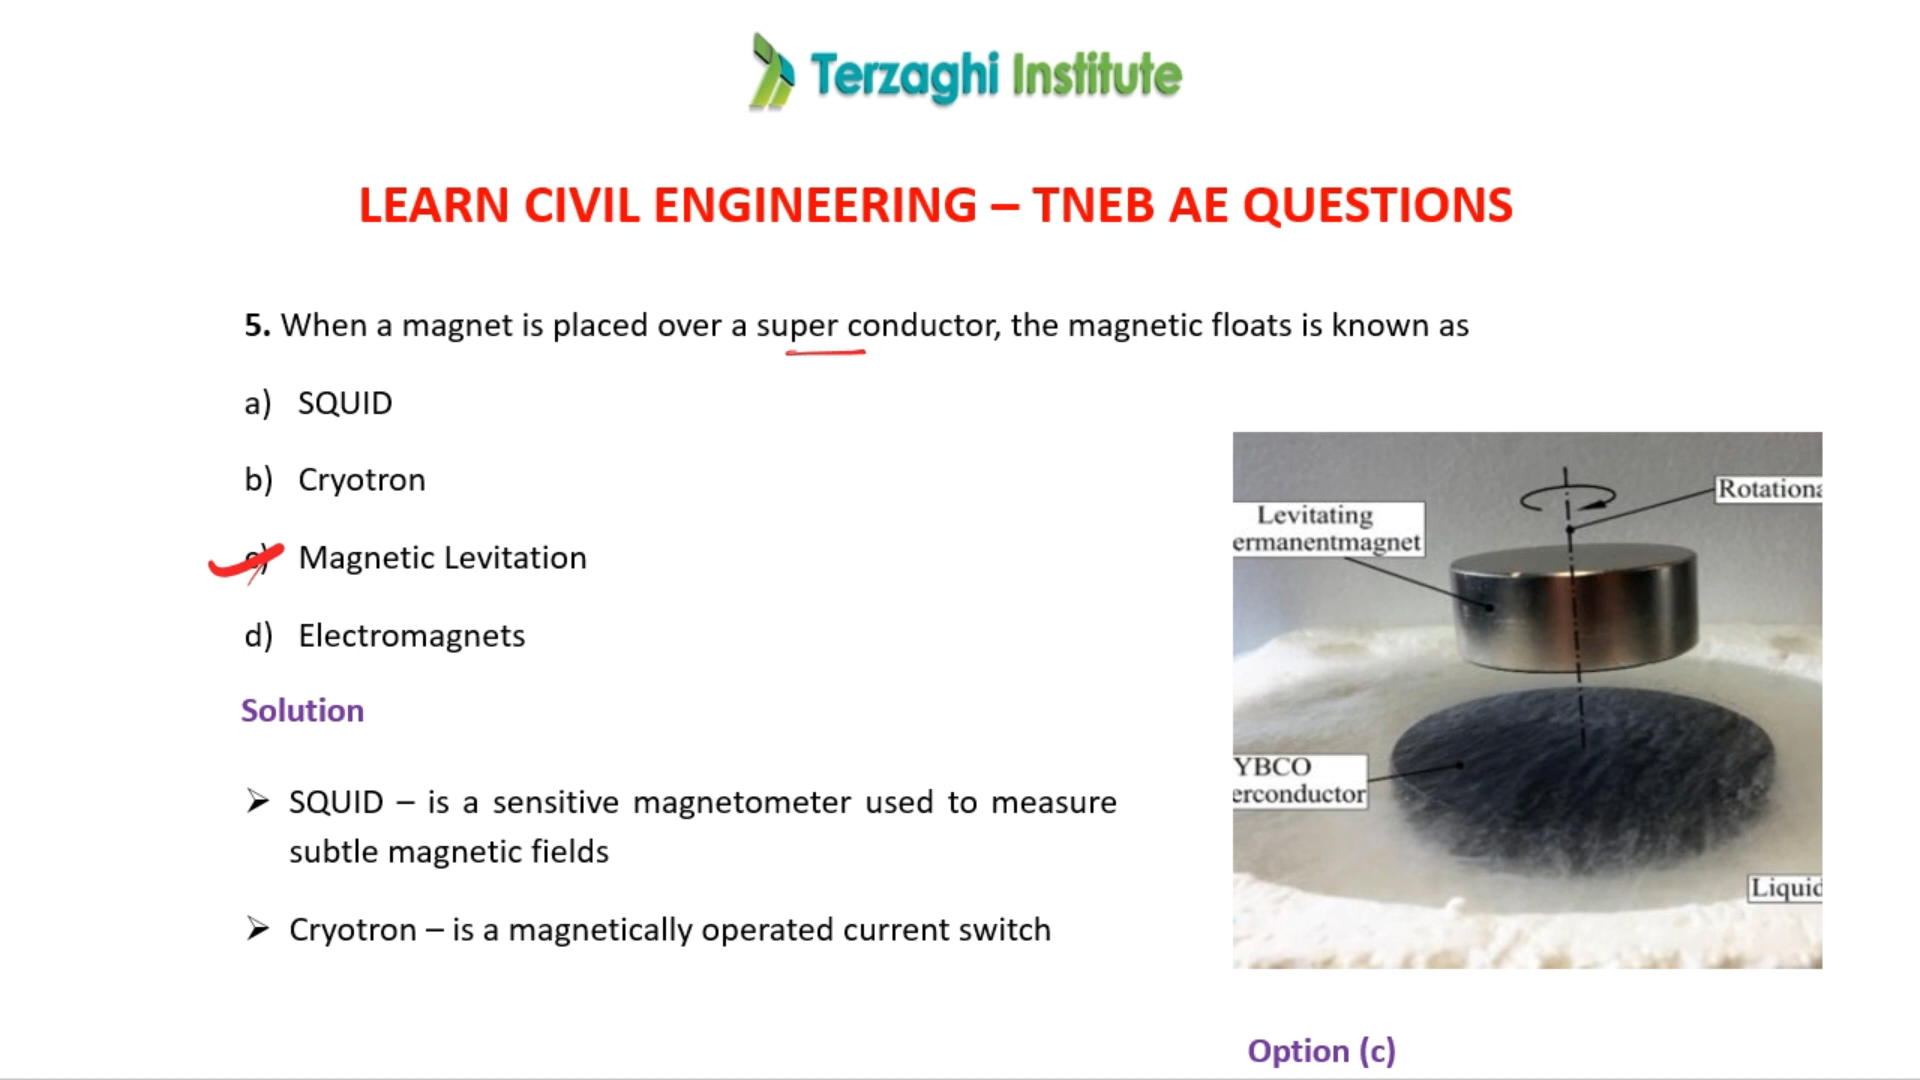 Terzaghi Institute
LEARN CIVIL ENGINEERING – TNEB AE QUESTIONS
5. When a magnet is placed over a super conductor, the magnetic floats is known as
a) SQUID
b) Cryotron
c) Magnetic Levitation
d) Electromagnets
Solution
➢ SQUID – is a sensitive magnetometer used to measure
subtle magnetic fields
➢ Cryotron – is a magnetically operated current switch
Rotationa
Levitating
ermanentmagnet
YBCO
erconductor
Liquid
Option (c)